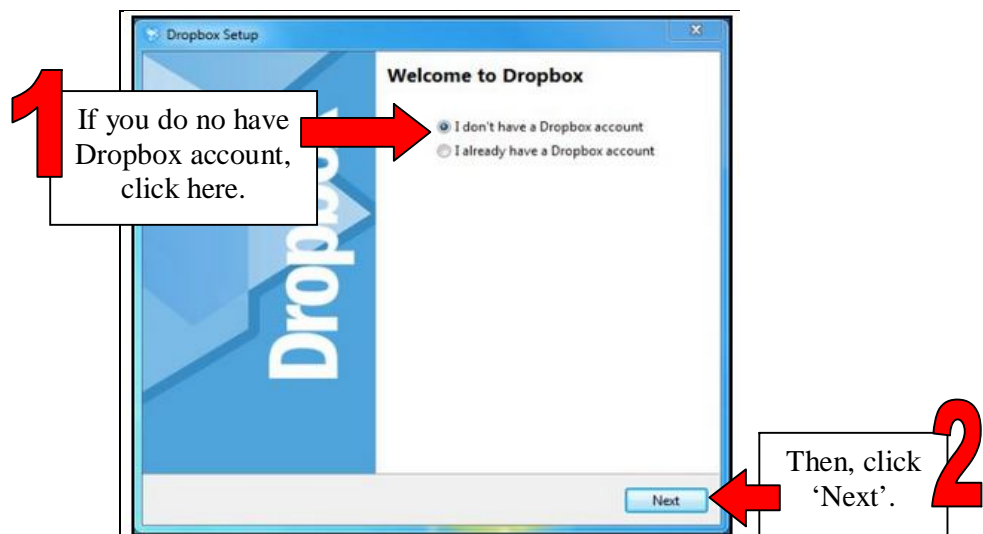 Dropbox Setup
Welcome to Dropbox
1
If you do no have
Dropbox account,
click here.
I don't have a Dropbox account
I already have a Dropbox account
Dropbox
Then, click
‘Next’.
2
Next